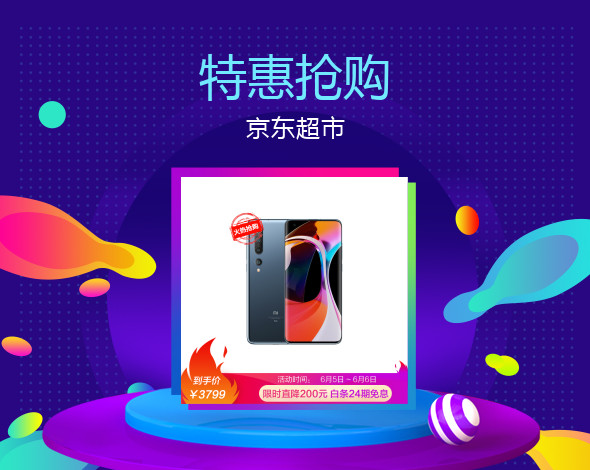 特惠抢购
京东超市
火热抢购
到手价
¥3799
活动时间: 6月5日 - 6月6日
限时直降200元 白条24期免息